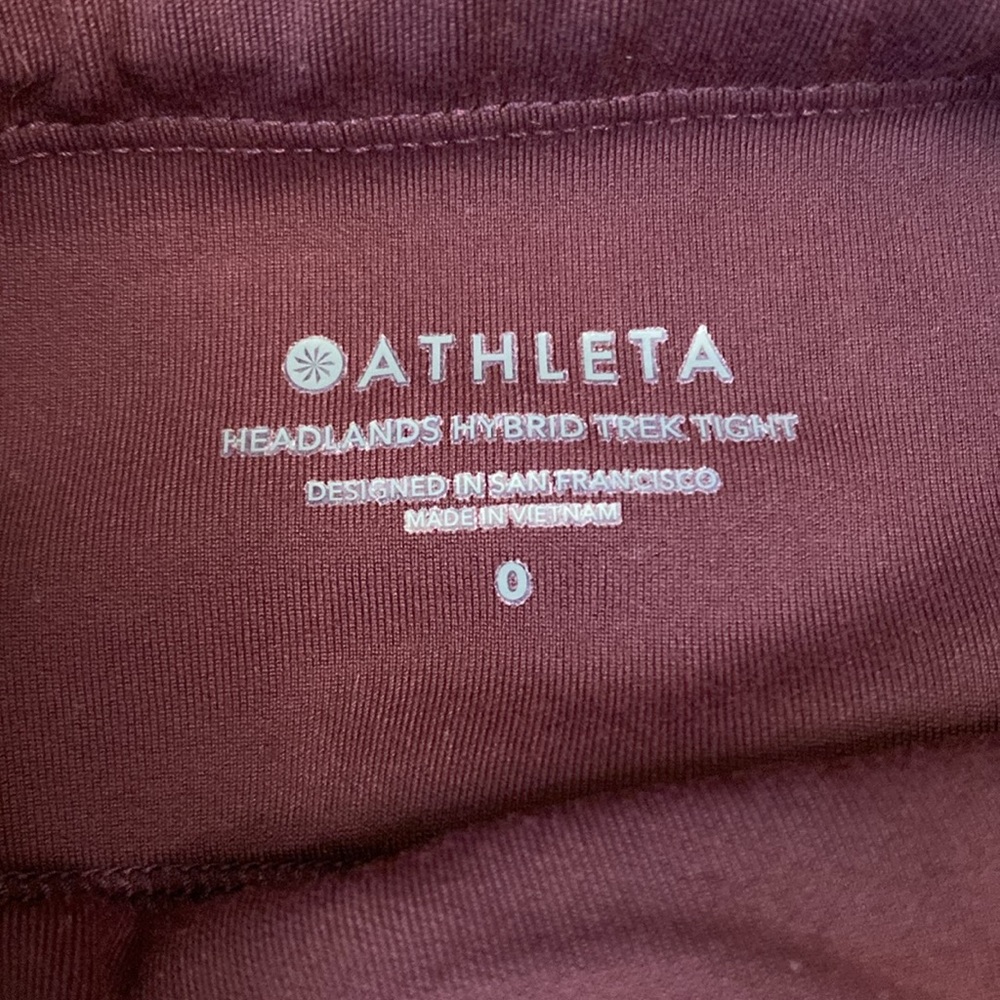 ATHLETA
HEADLANDS HYBRID TREK TIGHT
DESIGNED IN SAN FRANCISCO
MADE IN VIETNAM
0